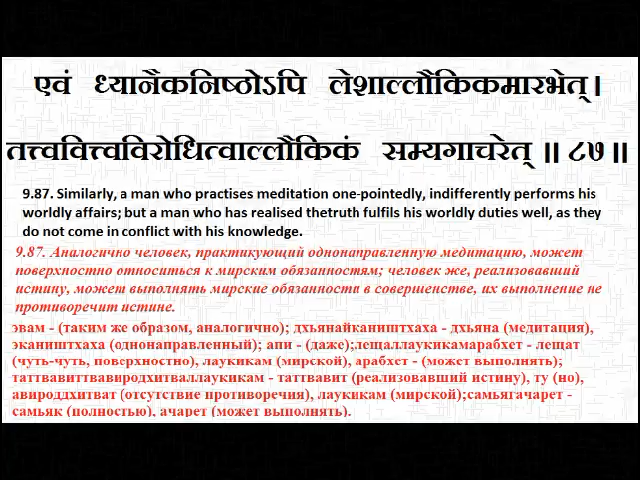 एवं ध्यानैकनिष्ठोऽपि लेशाल्लौकिकमारभेत् ।
तत्त्ववित्त्वविरोधित्वाल्लौकिकं सम्यगाचरेत् ॥ ८७ ॥
9.87. Similarly, a man who practises meditation one-pointedly, indifferently performs his
worldly affairs; but a man who has realised thetruth fulfils his worldly duties well, as they
do not come in conflict with his knowledge.
9.87. Аналогично человек, практикующий однонаправленную медитацию, может
поверхностно относиться к мирским обязанностям; человек же, реализовавший
истину, может выполнять мирские обязанности в совершенстве, их выполнение не
противоречит истине.
эвам - (таким же образом, аналогично); дхьянайкаништхаха - дхьяна (медитация),
экаништхаха (однонаправленный); апи - (даже);лещаллаукикамарабхет - лещат
(чуть-чуть, поверхностно), лаукикам (мирской), арабхет - (может выполнять);
таттвавиттвавиродхитваллаукикам - таттвавит (реализовавший истину), ту (но),
авироддхитват (отсутствие противоречия), лаукикам (мирской);самьягачарет -
самьяк (полностью), ачарет (может выполнять).